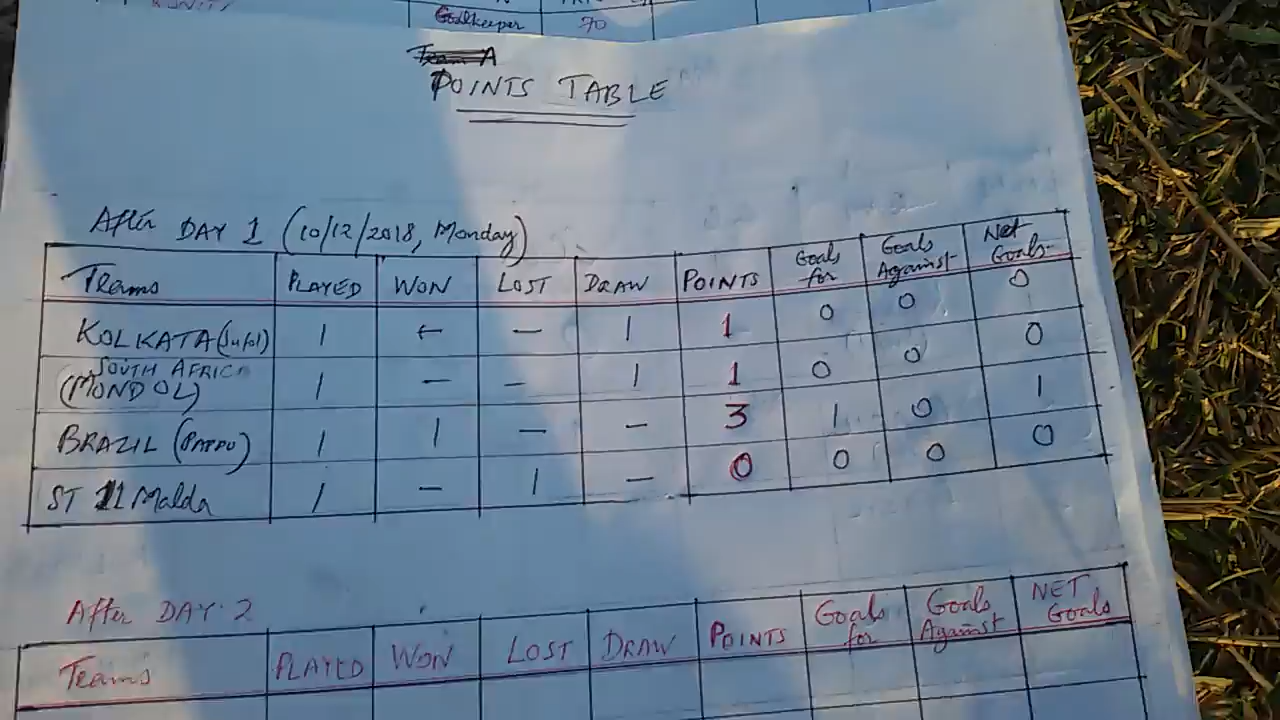 Goalkeeper 70
POINTS TABLE
After DAY 1 (10/12/2018, Monday)
Teams PLAYED WON LOST DRAW POINTS Goals for Goals Against Net Goals
KOLKATA 1 - — 1 1 0 0 0
SOUTH AFRICA (MONDOL) 1 — — 1 1 0 0 0
BRAZIL 1 1 — — 3 1 0 1
ST 11 Malda 1 — 1 — 0 0 0 0
After DAY 2
Teams PLAYED WON LOST DRAW POINTS Goals for Goals Against NET Goals